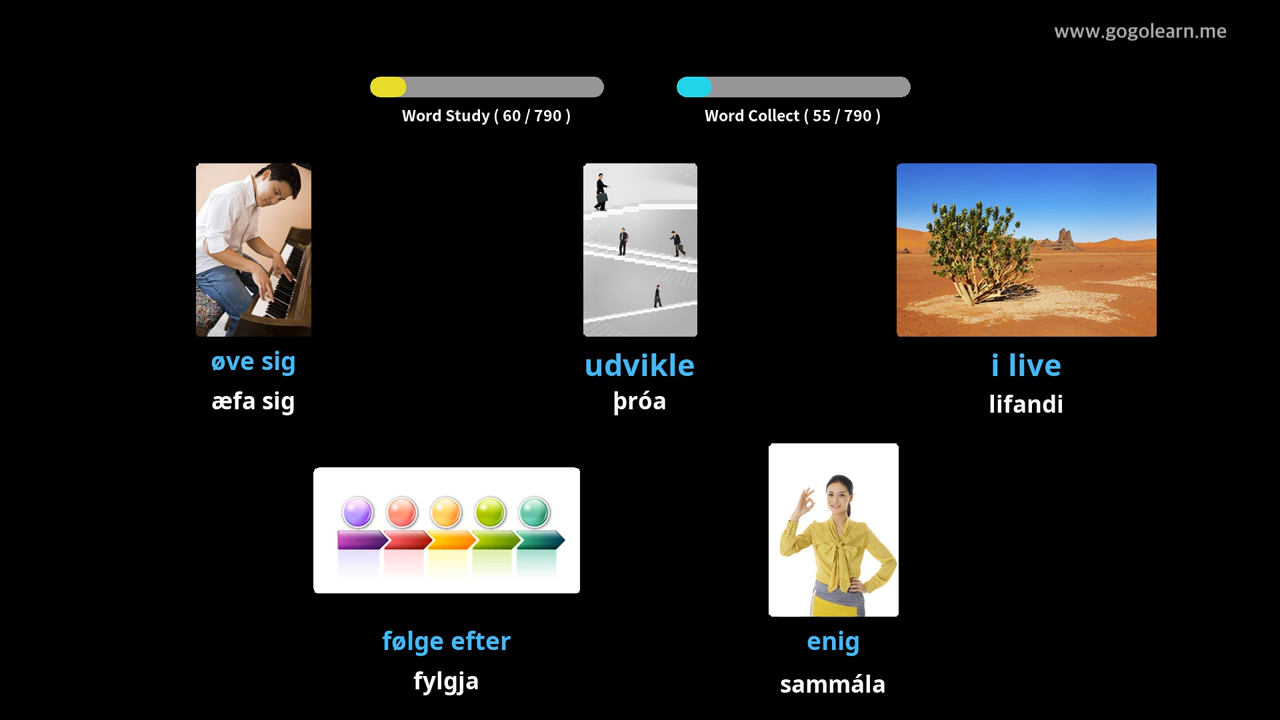 www.gogolearn.me
Word Study ( 60 / 790 )
Word Collect ( 55 / 790 )
øve sig
æfa sig
udvikle
þróa
i live
lifandi
følge efter
fylgja
enig
sammála